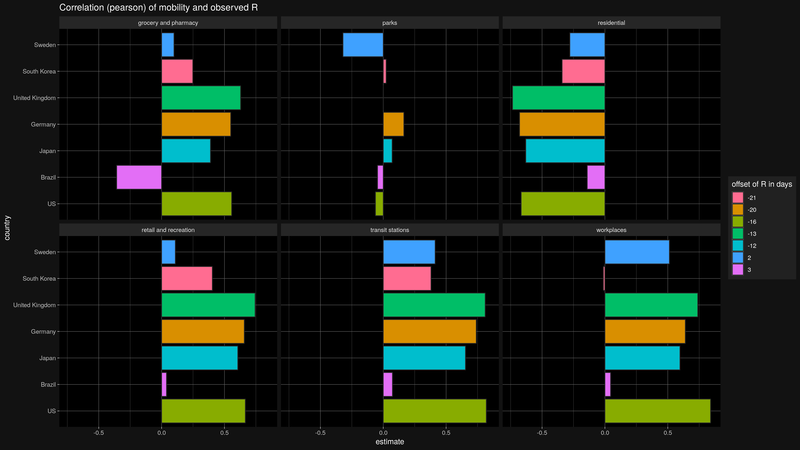 Correlation (pearson) of mobility and observed R
grocery and pharmacy
parks
residential
Sweden
South Korea
United Kingdom
Germany
Japan
Brazil
US
retail and recreation
transit stations
workplaces
Sweden
South Korea
United Kingdom
Germany
Japan
Brazil
US
-0.5 0.0 0.5
-0.5 0.0 0.5
-0.5 0.0 0.5
estimate
country
offset of R in days
-21
-20
-16
-13
-12
2
3